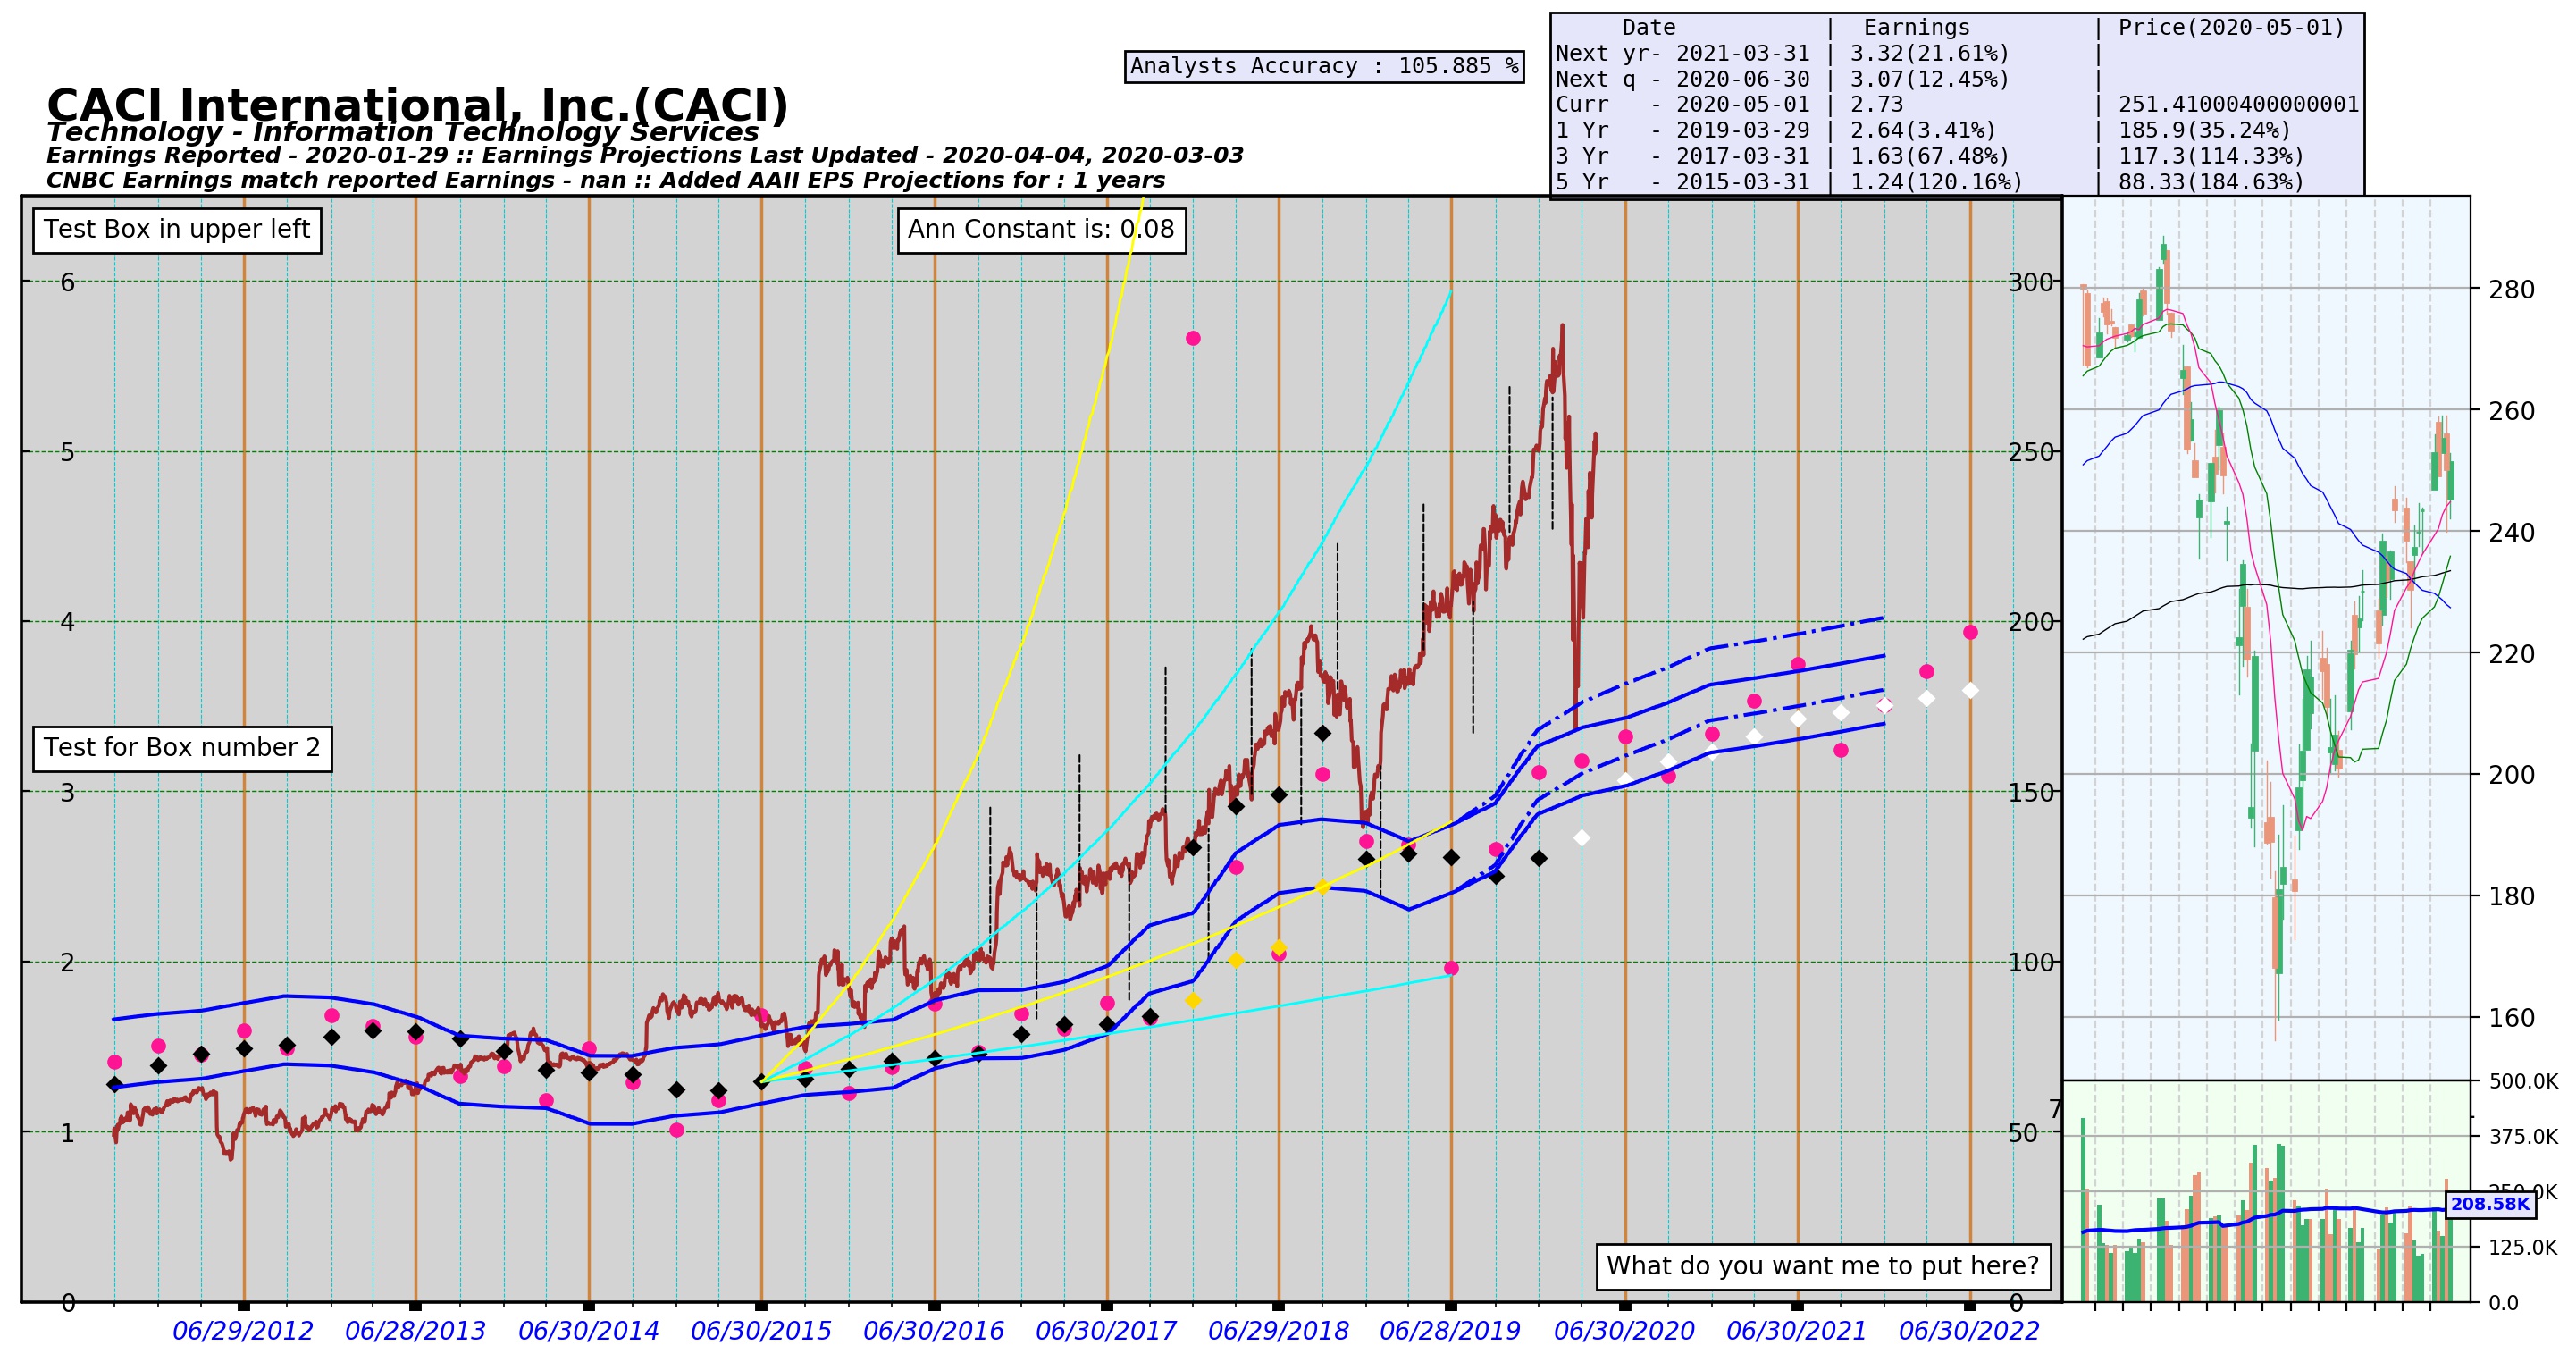 Date | Earnings | Price(2020-05-01)
Next yr- 2021-03-31 | 3.32(21.61%) |
Analysts Accuracy : 105.885 %
Next q - 2020-06-30 | 3.07(12.45%) |
CACI International, Inc.(CACI)
Curr - 2020-05-01 | 2.73 | 251.41000400000001
Technology - Information Technology Services
1 Yr - 2019-03-29 | 2.64(3.41%) | 185.9(35.24%)
Earnings Reported - 2020-01-29 :: Earnings Projections Last Updated - 2020-04-04, 2020-03-03
3 Yr - 2017-03-31 | 1.63(67.48%) | 117.3(114.33%)
CNBC Earnings match reported Earnings - nan :: Added AAII EPS Projections for : 1 years
5 Yr - 2015-03-31 | 1.24(120.16%) | 88.33(184.63%)
Test Box in upper left
Ann Constant is: 0.08
6 300 280
260
5 250
240
4 200 220
Test for Box number 2
3 150 200
180
2 100
160
500.0K
7
1 50 375.0K
208.58K
125.0K
What do you want me to put here?
0 0 0.0
06/29/2012 06/28/2013 06/30/2014 06/30/2015 06/30/2016 06/30/2017 06/29/2018 06/28/2019 06/30/2020 06/30/2021 06/30/2022